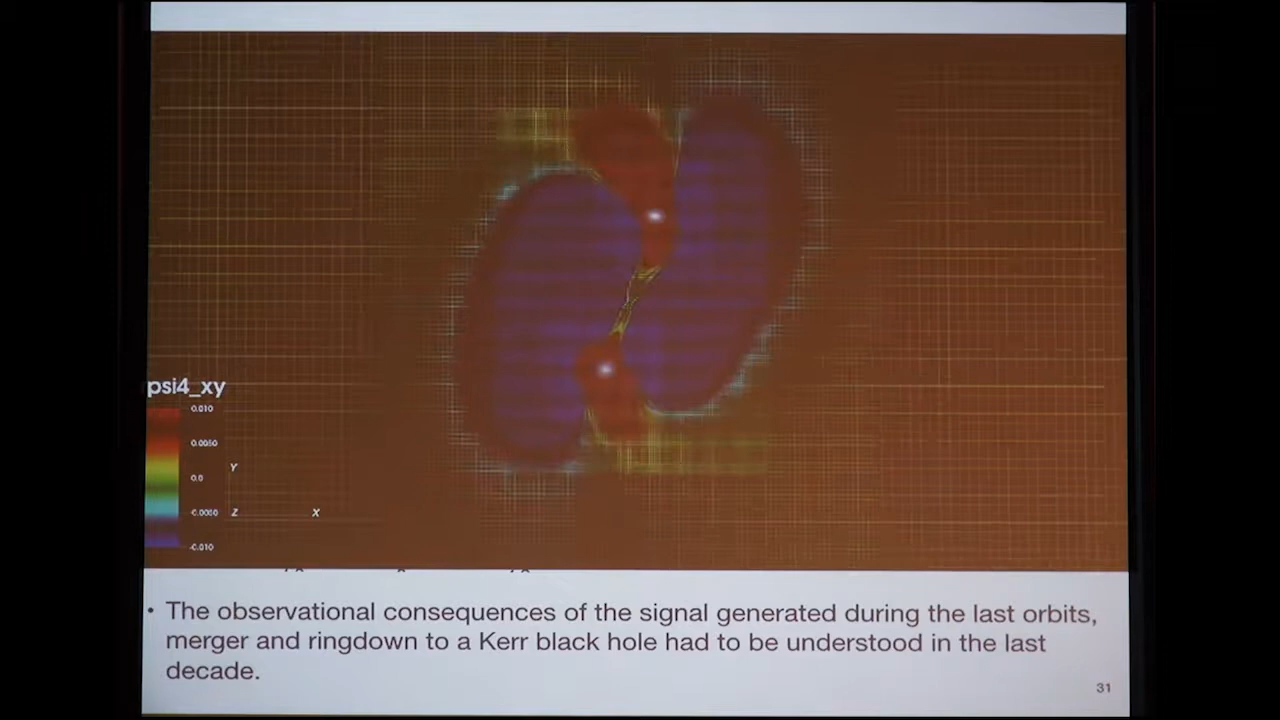 psi4_xy
0.010
0.0050
0.0
-0.0050
-0.010
Y
Z
X
• The observational consequences of the signal generated during the last orbits,
merger and ringdown to a Kerr black hole had to be understood in the last
decade.
31